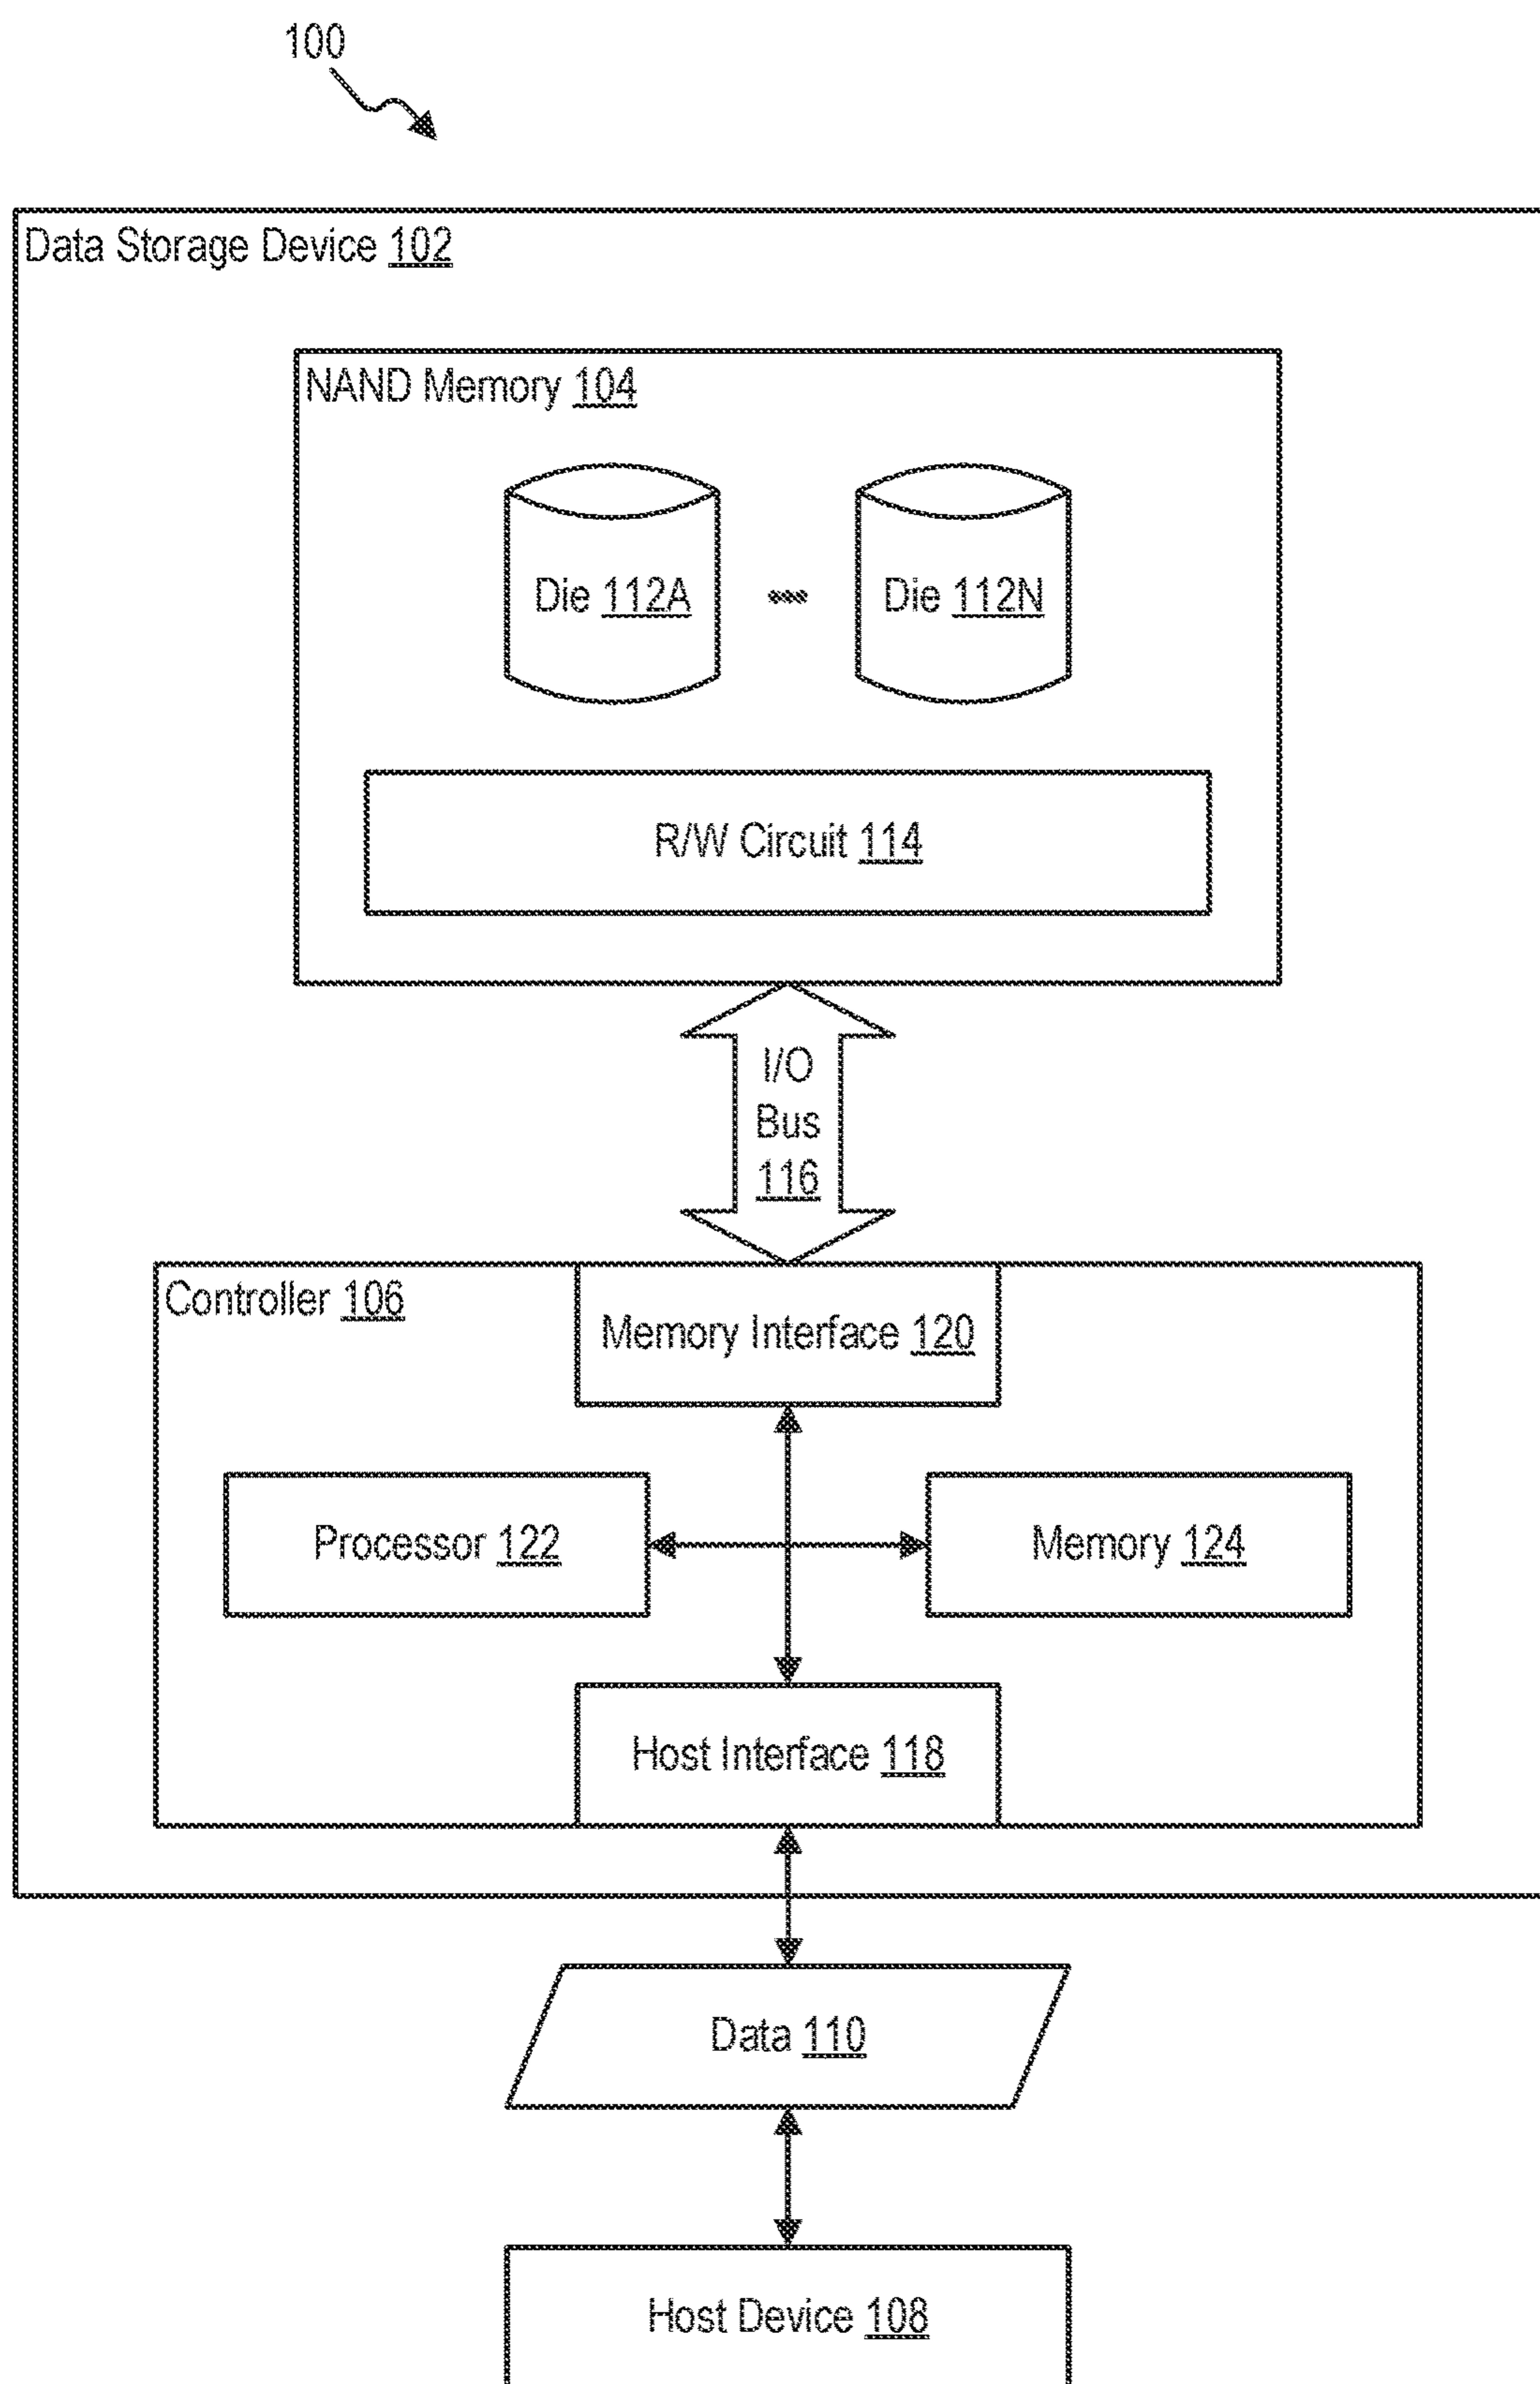 100
Data Storage Device 102
NAND Memory 104
Die 112A
Die 112N
R/W Circuit 114
I/O
Bus
116
Controller 106
Memory Interface 120
Processor 122
Memory 124
Host Interface 118
Data 110
Host Device 108